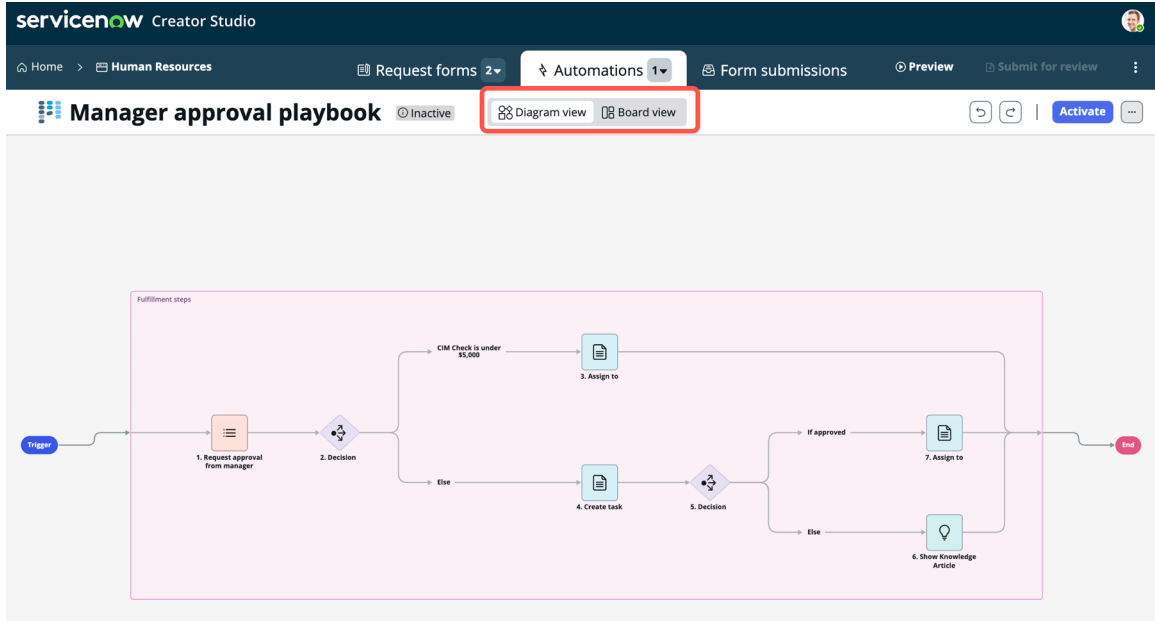 servicenow Creator Studio
Home > Human Resources
Request forms 2
Automations 1
Form submissions
Preview
Submit for review
Manager approval playbook
Inactive
Diagram view
Board view
Activate
Fulfillment steps
Trigger
1. Request approval
from manager
2. Decision
CIM Check is under
$5,000
3. Assign to
Else
4. Create task
5. Decision
If approved
7. Assign to
Else
6. Show Knowledge
Article
End